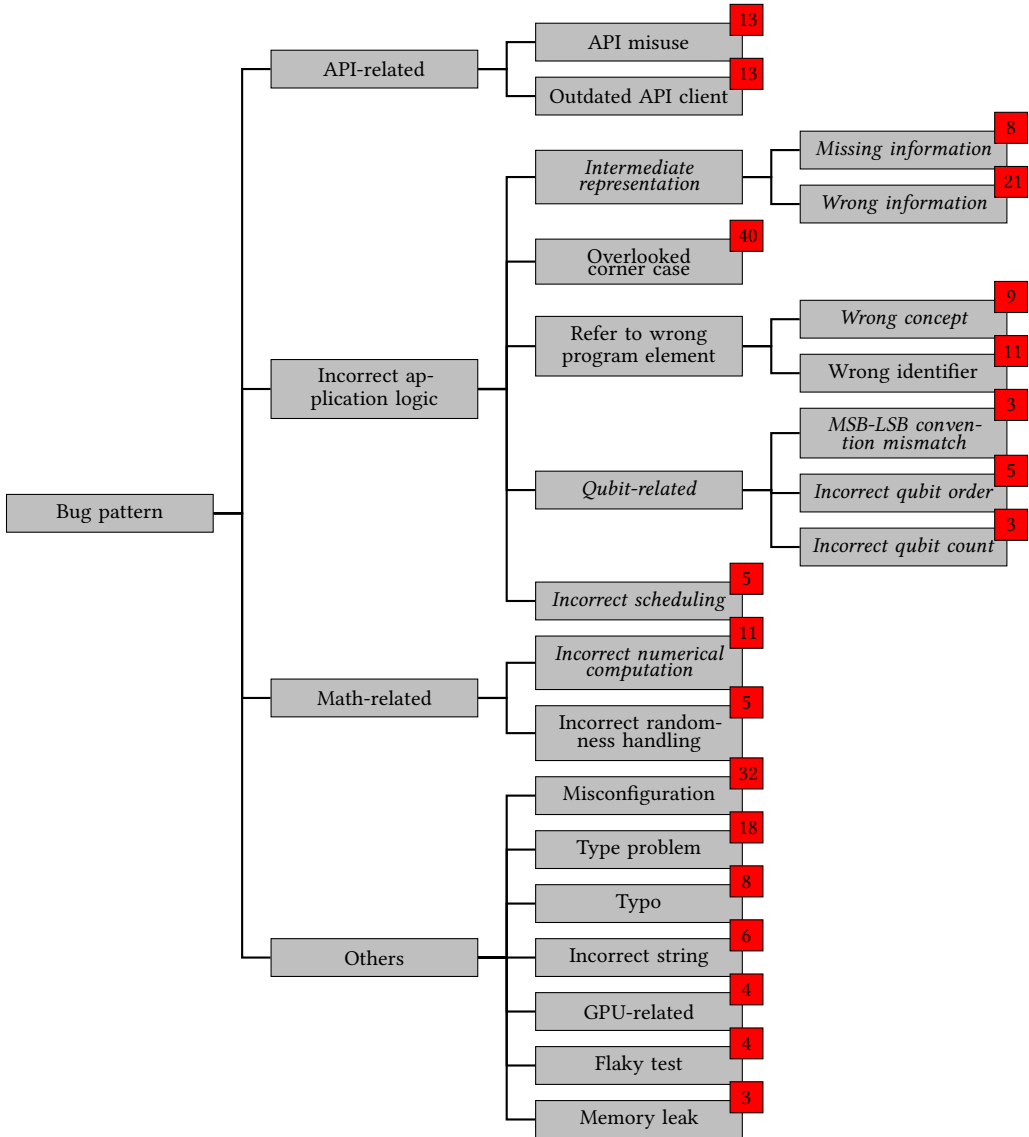 13
API misuse
API-related
13
Outdated API client
8
Missing information
Intermediate
representation
21
Wrong information
40
Overlooked
corner case
9
Wrong concept
Refer to wrong
program element
11
Wrong identifier
Incorrect ap-
plication logic
3
MSB-LSB conven-
tion mismatch
5
Qubit-related
Incorrect qubit order
Bug pattern
3
Incorrect qubit count
5
Incorrect scheduling
11
Incorrect numerical
computation
Math-related
5
Incorrect random-
ness handling
32
Misconfiguration
18
Type problem
8
Typo
6
Others
Incorrect string
4
GPU-related
4
Flaky test
3
Memory leak